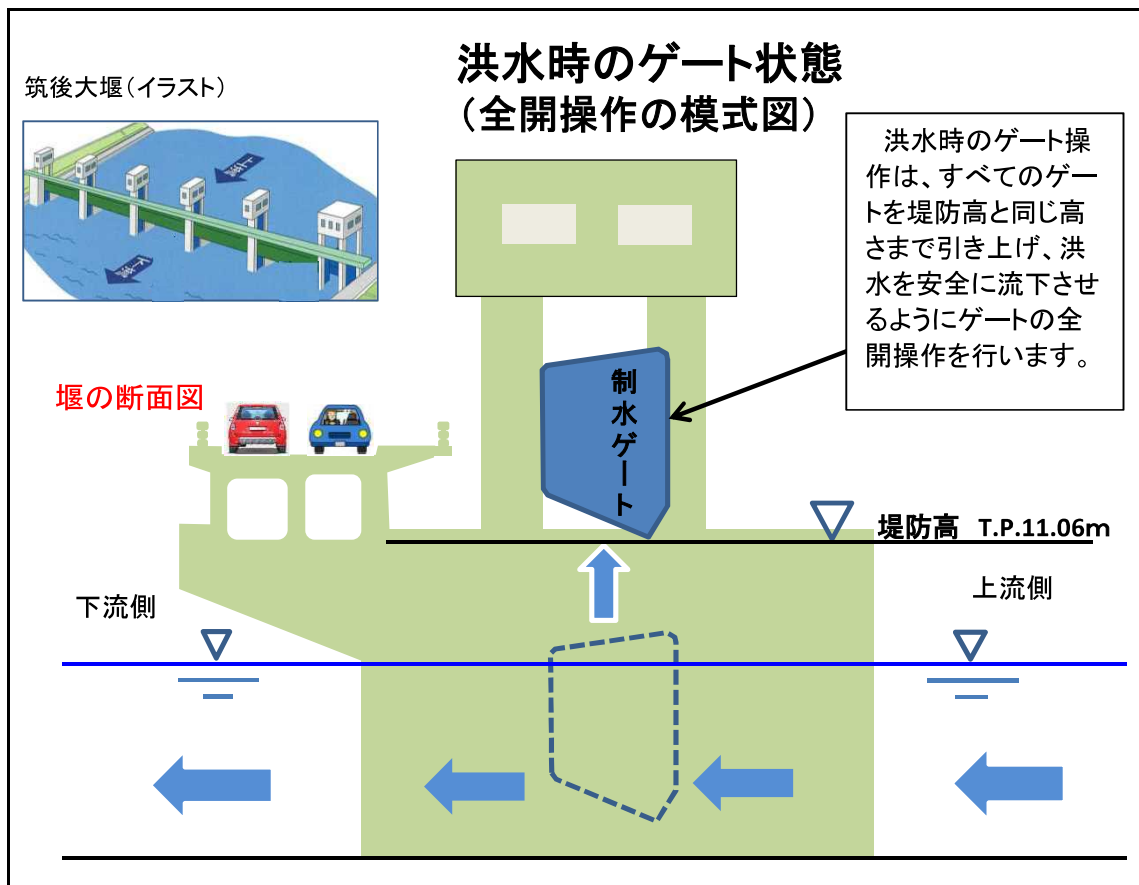 洪水時のゲート状態
(全開操作の模式図)
筑後大堰(イラスト)
上流
下流
洪水時のゲート操
作は、すべてのゲー
トを堤防高と同じ高
さまで引き上げ、洪
水を安全に流下させ
るようにゲートの全
開操作を行います。
制水ゲート
堰の断面図
堤防高 T.P.11.06m
下流側
上流側